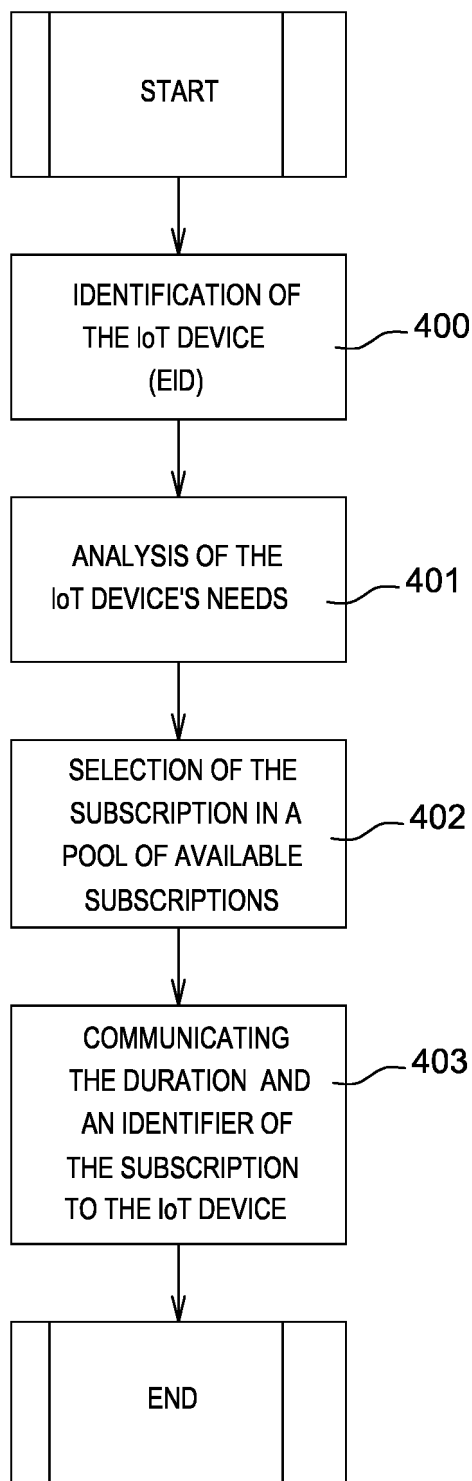 START
IDENTIFICATION OF
THE IoT DEVICE
(EID)
400
ANALYSIS OF THE
IoT DEVICE'S NEEDS
401
SELECTION OF THE
SUBSCRIPTION IN A
POOL OF AVAILABLE
SUBSCRIPTIONS
402
COMMUNICATING
THE DURATION AND
AN IDENTIFIER OF
THE SUBSCRIPTION
TO THE IoT DEVICE
403
END